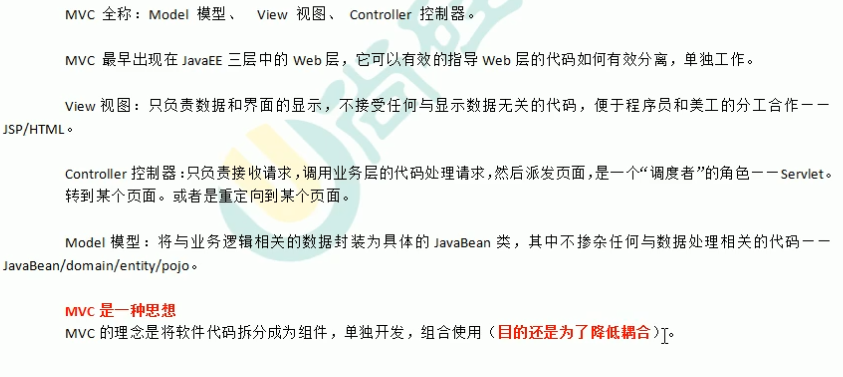 MVC 全称：Model 模型、 View 视图、 Controller 控制器。
MVC 最早出现在 JavaEE 三层中的 Web 层，它可以有效的指导 Web 层的代码如何有效分离，单独工作。
View 视图：只负责数据和界面的显示，不接受任何与显示数据无关的代码，便于程序员和美工的分工合作——
JSP/HTML。
Controller 控制器：只负责接收请求，调用业务层的代码处理请求，然后派发页面，是一个“调度者”的角色——Servlet。
转到某个页面。或者是重定向到某个页面。
Model 模型：将与业务逻辑相关的数据封装为具体的 JavaBean 类，其中不掺杂任何与数据处理相关的代码——
JavaBean/domain/entity/pojo。
MVC 是一种思想
MVC 的理念是将软件代码拆分成为组件，单独开发，组合使用（目的还是为了降低耦合）。